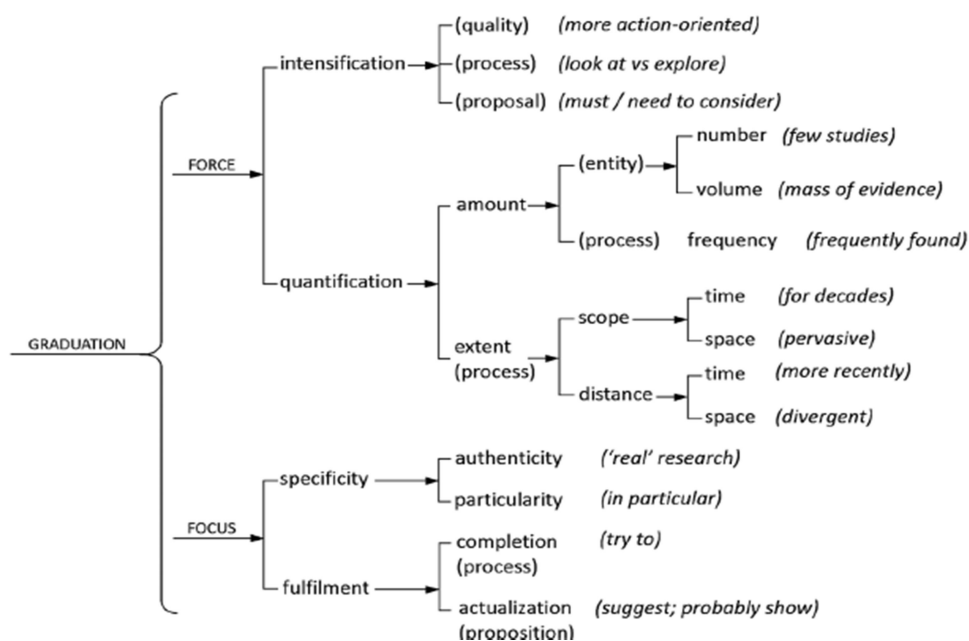 (quality) (more action-oriented)
intensification (process) (look at vs explore)
(proposal) (must / need to consider)
number (few studies)
FORCE (entity)
volume (mass of evidence)
amount
(process) frequency (frequently found)
quantification
time (for decades)
scope
space (pervasive)
GRADUATION extent
(process)
time (more recently)
distance
space (divergent)
authenticity ('real' research)
specificity
particularity (in particular)
FOCUS
completion (try to)
(process)
fulfilment
actualization (suggest; probably show)
(proposition)